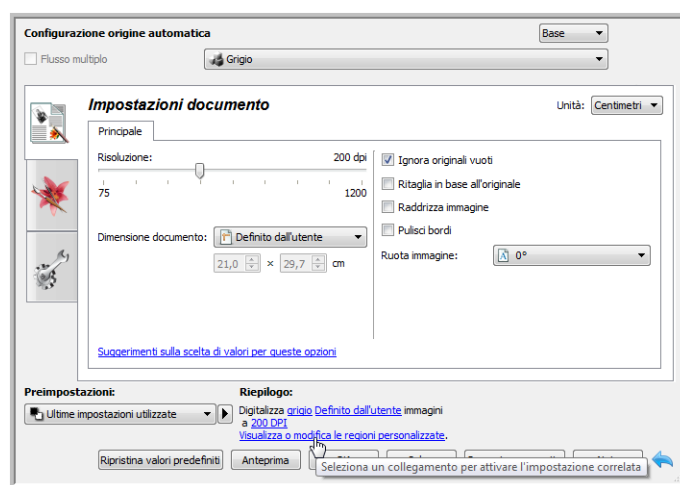 Configurazione origine automatica
Base
Flusso multiplo
Grigio
Impostazioni documento
Unità:
Centimetri
Principale
Risoluzione:
200 dpi
75
1200
Dimensione documento:
Definito dall'utente
21,0 × 29,7 cm
Ignora originali vuoti
Ritaglia in base all'originale
Raddrizza immagine
Pulisci bordi
Ruota immagine:
0°
Suggerimenti sulla scelta di valori per queste opzioni
Preimpostazioni:
Ultime impostazioni utilizzate
Riepilogo:
Digitalizza grigio Definito dall'utente immagini
a 200 DPI
Visualizza o modifica le regioni personalizzate.
Ripristina valori predefiniti
Anteprima
Seleziona un collegamento per attivare l'impostazione correlata